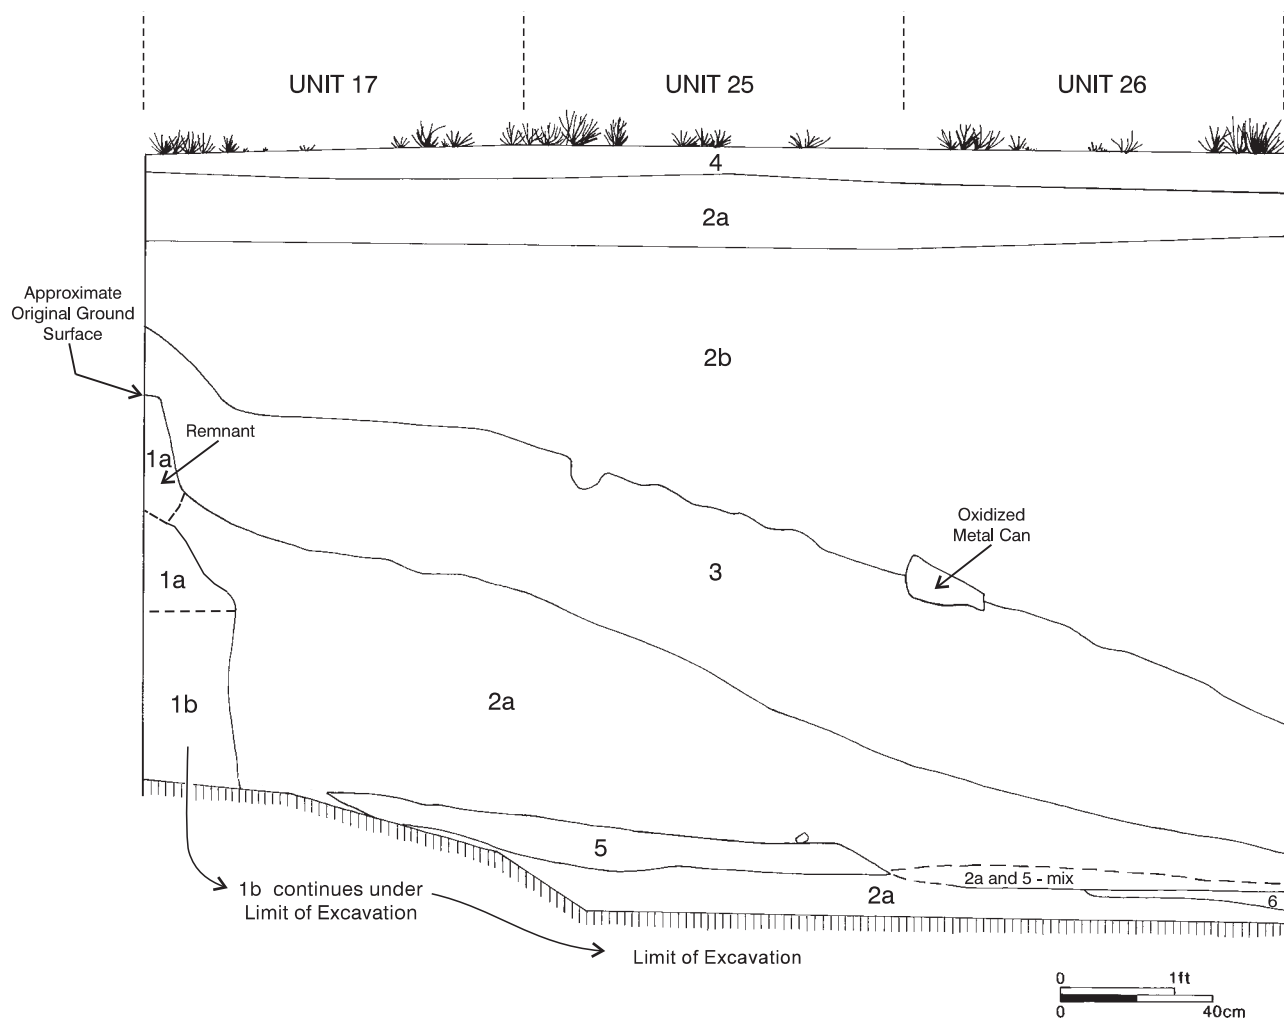 UNIT 17
UNIT 25
UNIT 26
4
2a
Approximate
Original Ground
Surface
2b
Remnant
1a
Oxidized
Metal Can
3
1a
1b
2a
5
2a and 5 - mix
1b continues under
Limit of Excavation
2a
6
Limit of Excavation
0 1ft
0 40cm